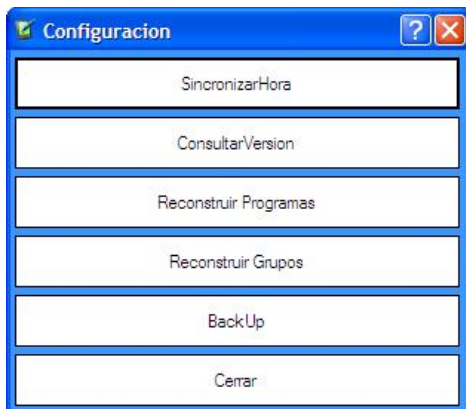 Configuracion
SincronizarHora
ConsultarVersion
Reconstruir Programas
Reconstruir Grupos
BackUp
Cerrar